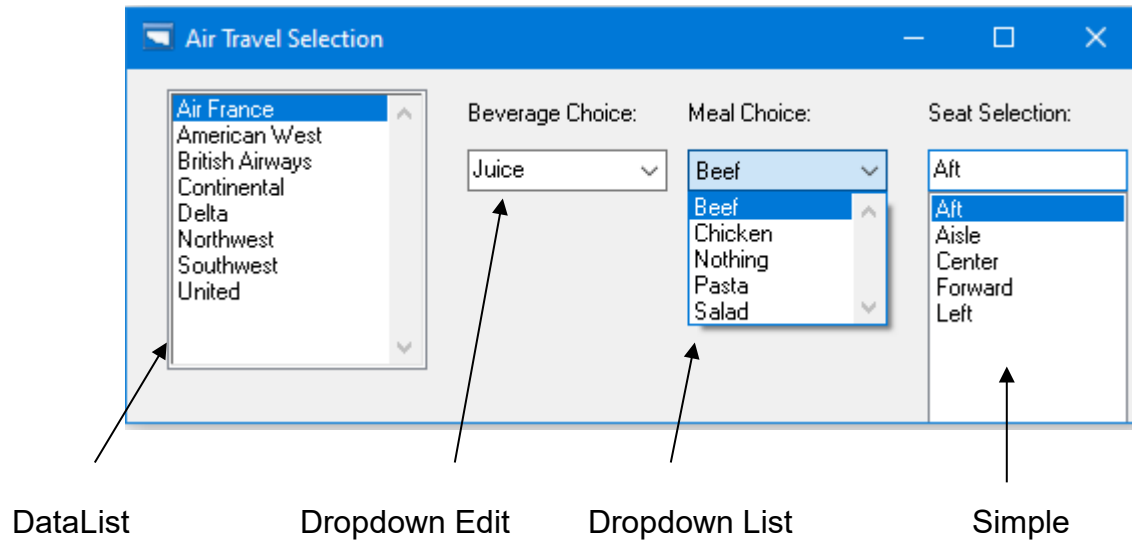 Air Travel Selection
Air France
American West
British Airways
Continental
Delta
Northwest
Southwest
United
Beverage Choice:
Juice
Meal Choice:
Beef
Beef
Chicken
Nothing
Pasta
Salad
Seat Selection:
Aft
Aft
Aisle
Center
Forward
Left
DataList
Dropdown Edit
Dropdown List
Simple